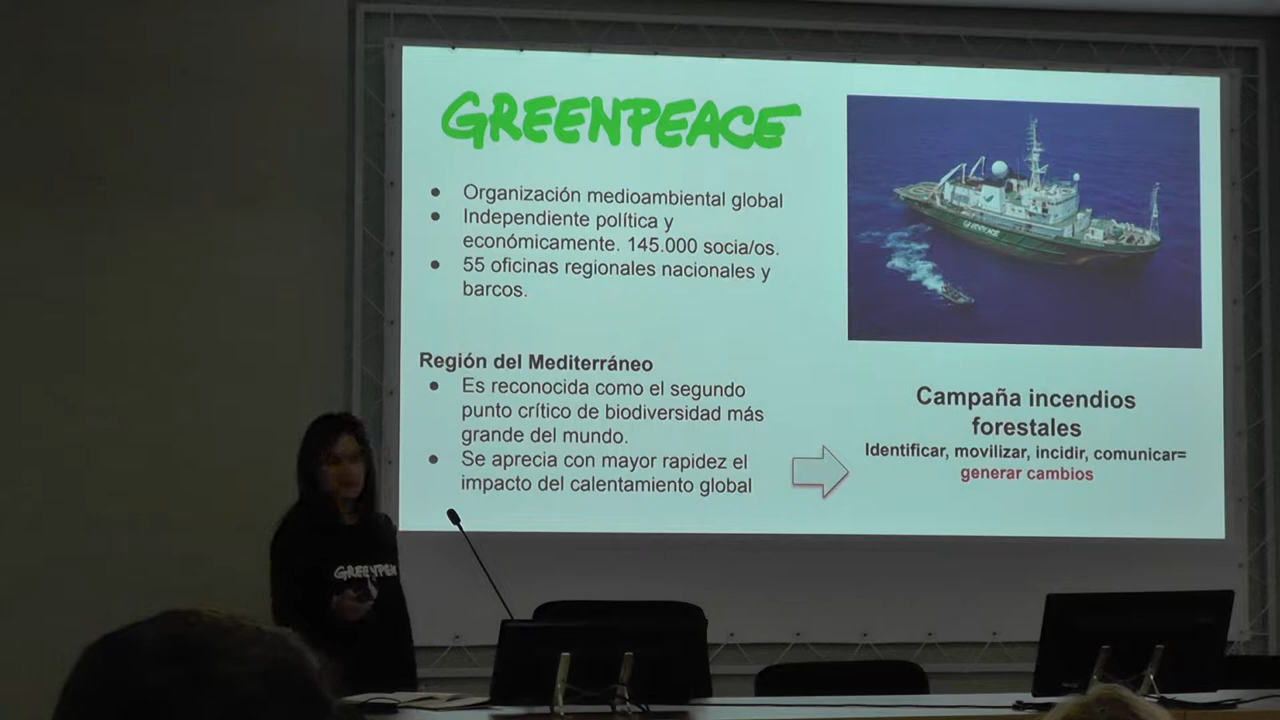 GREENPEACE
Organización medioambiental global
Independiente política y
económicamente. 145.000 socia/os.
55 oficinas regionales nacionales y
barcos.
Región del Mediterráneo
Es reconocida como el segundo
punto crítico de biodiversidad más
grande del mundo.
Se aprecia con mayor rapidez el
impacto del calentamiento global
GREENPEACE
Campaña incendios
forestales
Identificar, movilizar, incidir, comunicar=
generar cambios
GREENPEA